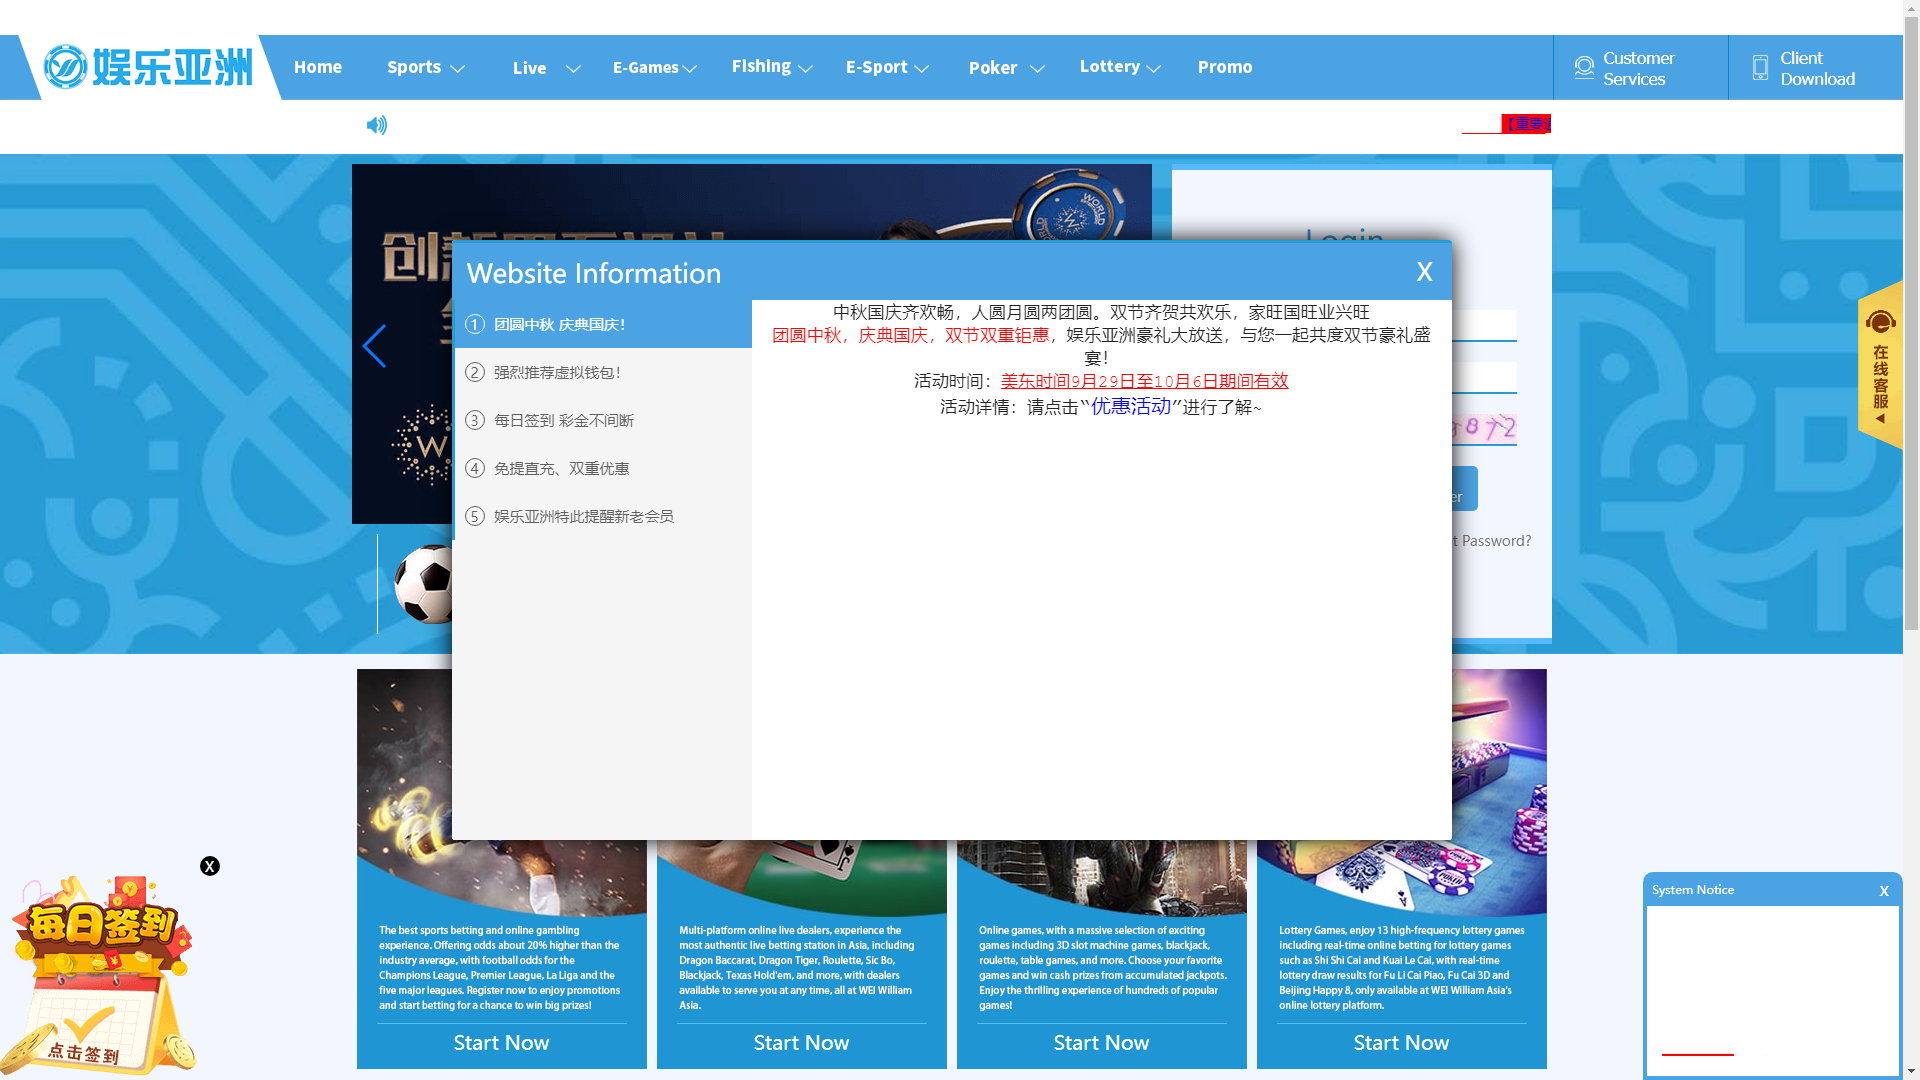 娱乐亚洲
Home
Sports
Live
E-Games
Fishing
E-Sport
Poker
Lottery
Promo
Customer
Services
Client
Download
【重要
Login
Website Information
X
1 团圆中秋 庆典国庆！
2 强烈推荐虚拟钱包！
3 每日签到 彩金不间断
4 免提直充、双重优惠
5 娱乐亚洲特此提醒新老会员
中秋国庆齐欢畅，人圆月圆两团圆。双节齐贺共欢乐，家旺国旺业兴旺
团圆中秋，庆典国庆，双节双重钜惠，娱乐亚洲豪礼大放送，与您一起共度双节豪礼盛
宴！
活动时间：美东时间9月29日至10月6日期间有效
活动详情：请点击“优惠活动”进行了解~
872
er
t Password?
在线客服
WORLD
W
每日签到
点击签到
X
The best sports betting and online gambling
experience. Offering odds about 20% higher than the
industry average, with football odds for the
Champions League, Premier League, La Liga and the
five major leagues. Register now to enjoy promotions
and start betting for a chance to win big prizes!
Start Now
Multi-platform online live dealers, experience the
most authentic live betting station in Asia, including
Dragon Baccarat, Dragon Tiger, Roulette, Sic Bo,
Blackjack, Texas Hold'em, and more, with dealers
available to serve you at any time, all at WEI William
Asia.
Start Now
Online games, with a massive selection of exciting
games including 3D slot machine games, blackjack,
roulette, table games, and more. Choose your favorite
games and win cash prizes from accumulated jackpots.
Enjoy the thrilling experience of hundreds of popular
games!
Start Now
Lottery Games, enjoy 13 high-frequency lottery games
including real-time online betting for lottery games
such as Shi Shi Cai and Kuai Le Cai, with real-time
lottery draw results for Fu Li Cai Piao, Fu Cai 3D and
Beijing Happy 8, only available at WEI William Asia's
online lottery platform.
Start Now
System Notice
X